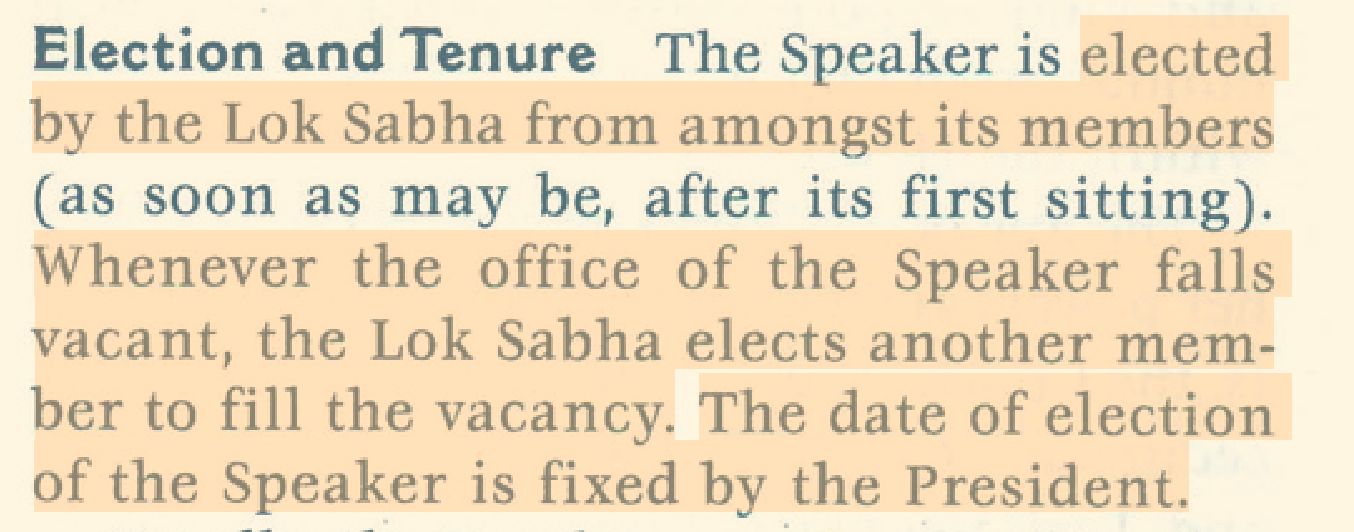 Election and Tenure The Speaker is elected
by the Lok Sabha from amongst its members
(as soon as may be, after its first sitting).
Whenever the office of the Speaker falls
vacant, the Lok Sabha elects another mem-
ber to fill the vacancy. The date of election
of the Speaker is fixed by the President.